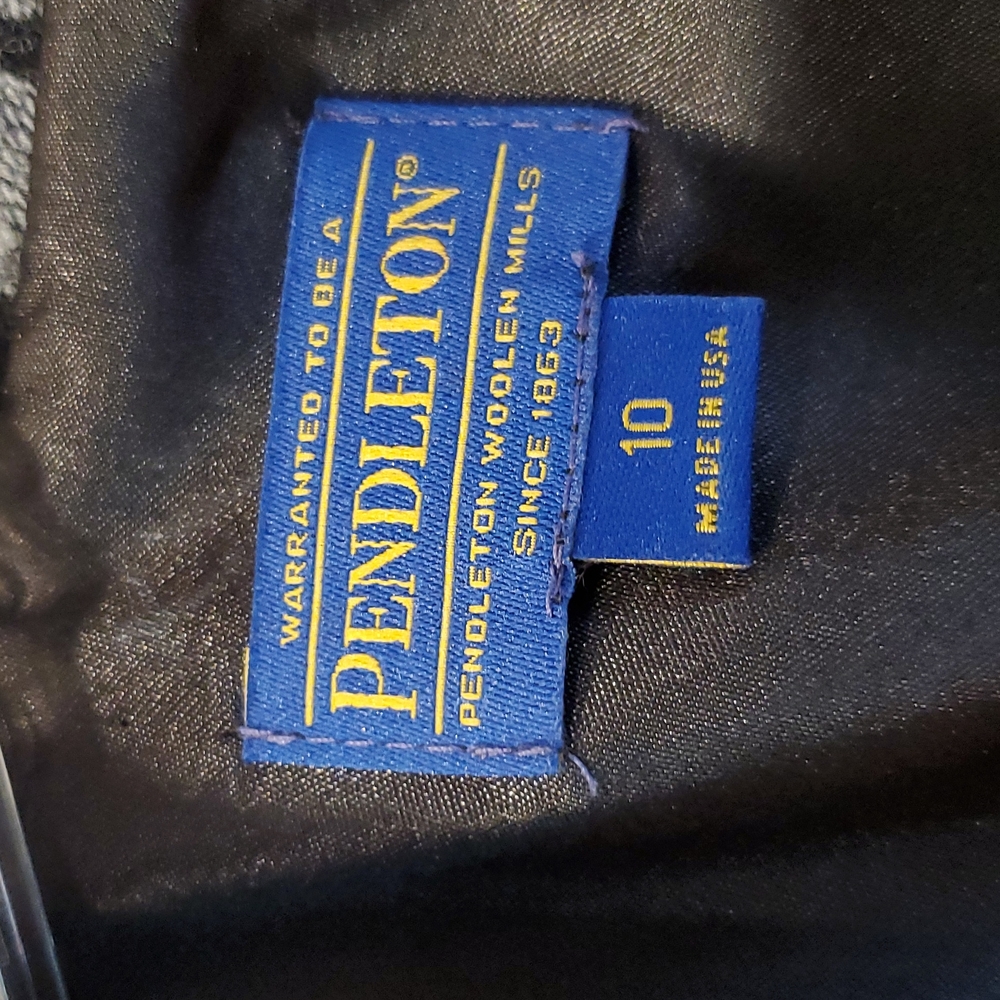 WARRANTED TO BE A
PENDLETON®
PENDLETON WOOLEN MILLS
SINCE 1863
10
MADE IN USA